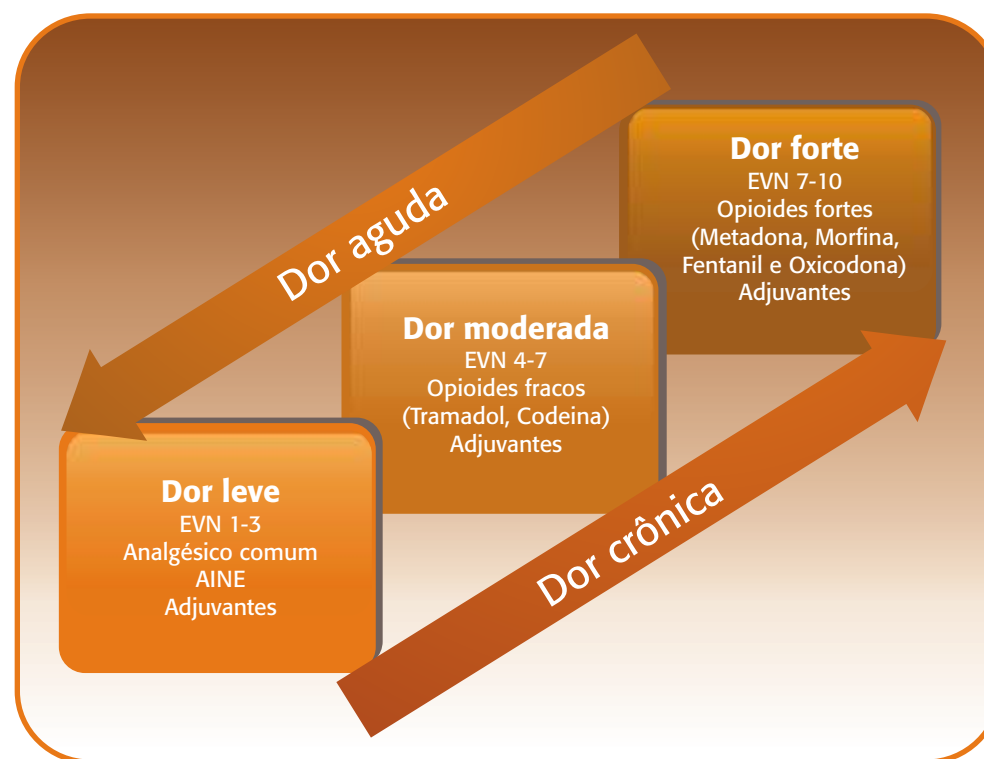 Dor aguda
Dor forte
EVN 7-10
Opioides fortes
(Metadona, Morfina,
Fentanil e Oxicodona)
Adjuvantes
Dor moderada
EVN 4-7
Opioides fracos
(Tramadol, Codeina)
Adjuvantes
Dor leve
EVN 1-3
Analgésico comum
AINE
Adjuvantes
Dor crônica